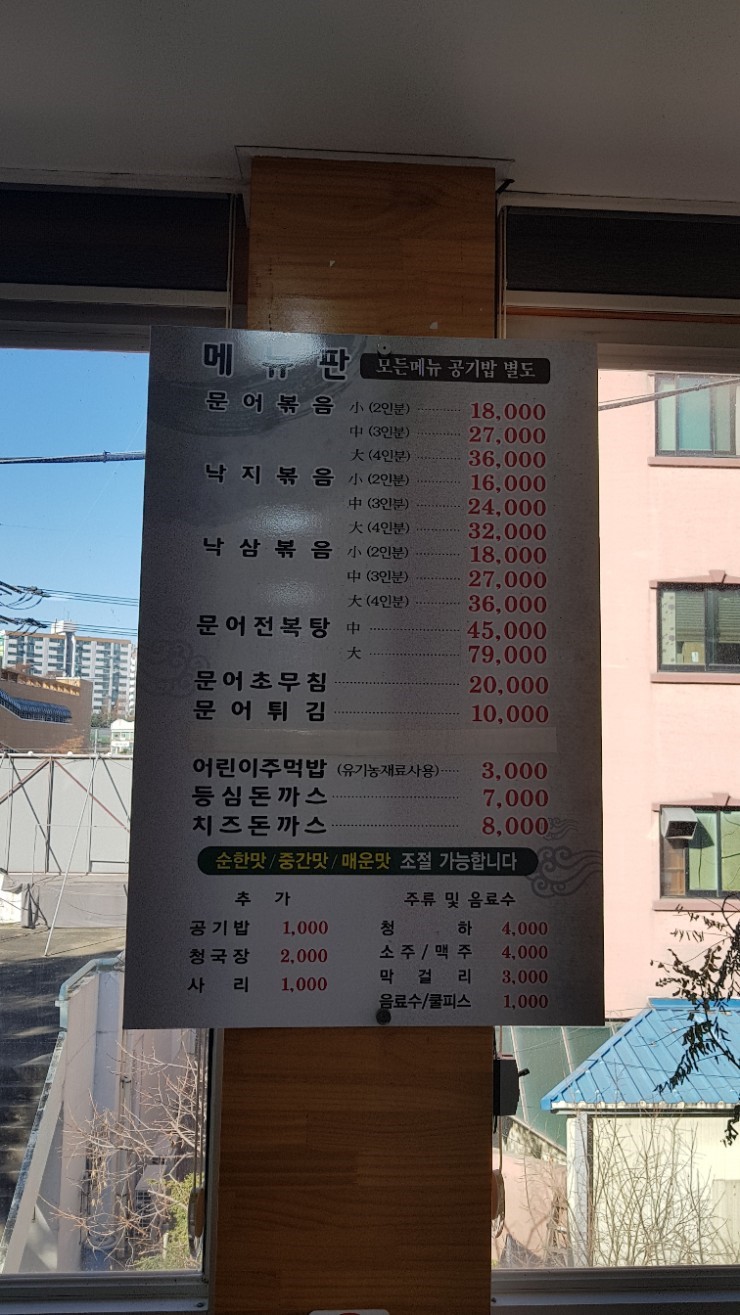 메뉴판 모든메뉴 공기밥 별도
문어볶음 小 (2인분) 18,000
中 (3인분) 27,000
大 (4인분) 36,000
낙지볶음 小 (2인분) 16,000
中 (3인분) 24,000
大 (4인분) 32,000
낙삼볶음 小 (2인분) 18,000
中 (3인분) 27,000
大 (4인분) 36,000
문어전복탕 中 45,000
大 79,000
문어초무침 20,000
문어튀김 10,000
어린이주먹밥 (유기농재료사용) 3,000
등심돈까스 7,000
치즈돈까스 8,000
순한맛/중간맛/매운맛 조절 가능합니다
추가
공기밥 1,000
청국장 2,000
사리 1,000
주류 및 음료수
청하 4,000
소주/맥주 4,000
막걸리 3,000
음료수/쿨피스 1,000